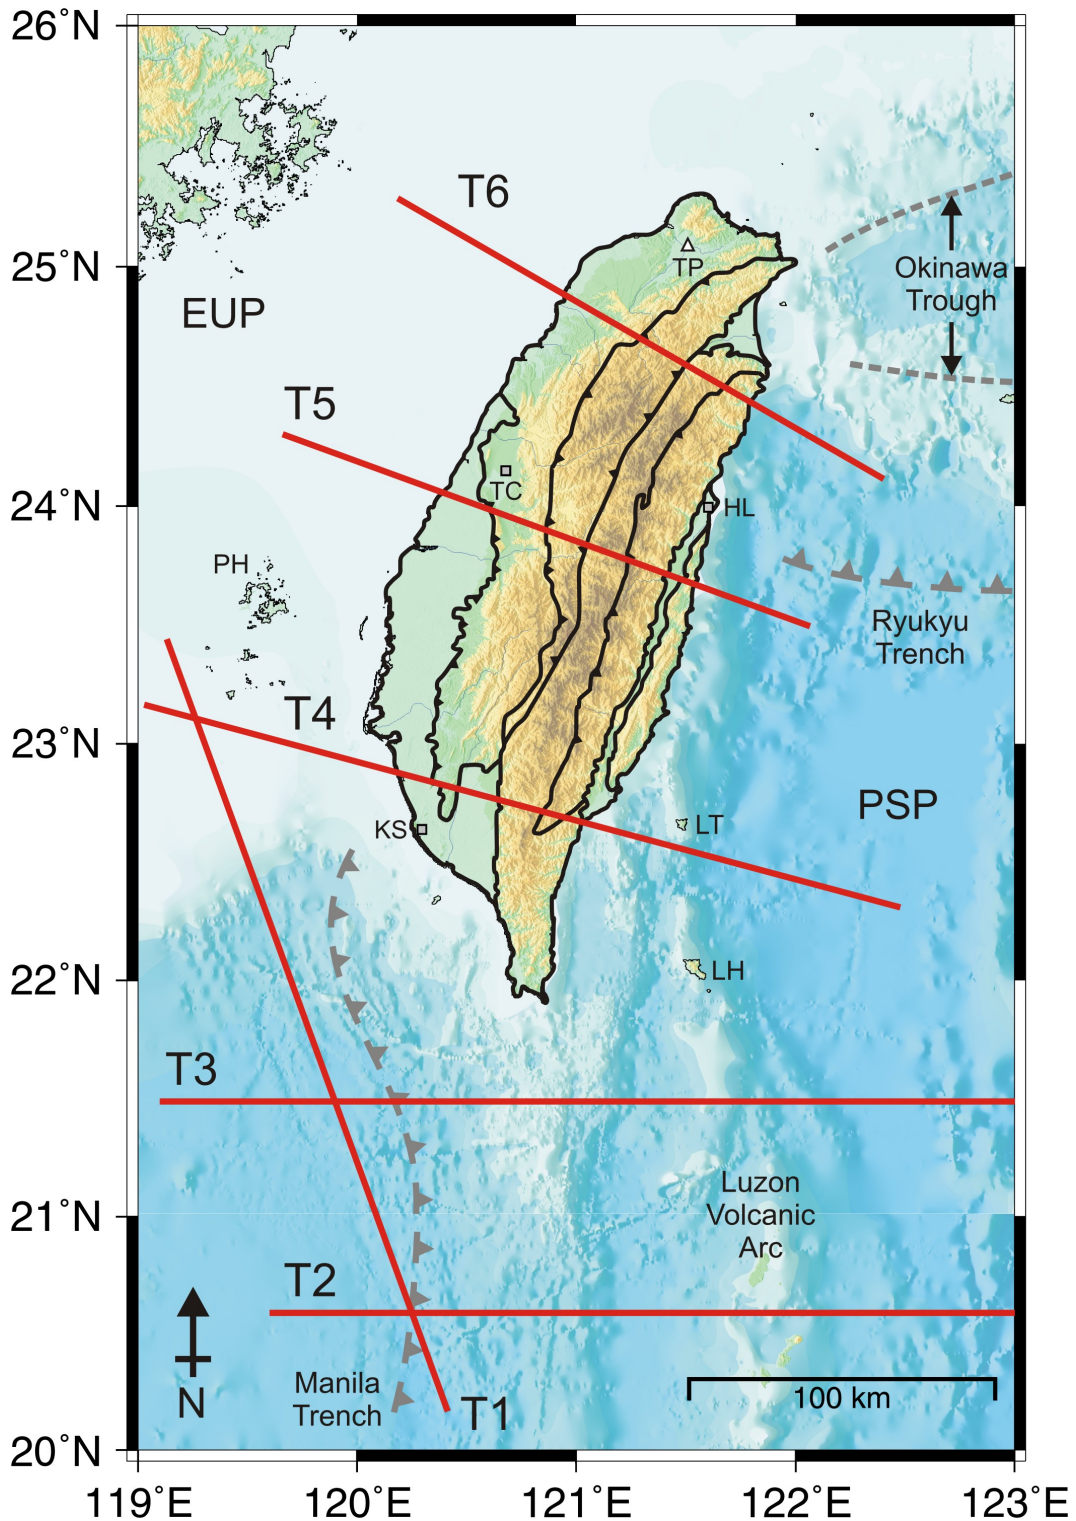 26°N
T6
TP
25°N
Okinawa
Trough
EUP
T5
TC
24°N
HL
PH
Ryukyu
Trench
T4
23°N
PSP
KS
LT
22°N
LH
T3
Luzon
Volcanic
Arc
21°N
T2
Manila
Trench
100 km
N
T1
20°N
119°E
120°E
121°E
122°E
123°E